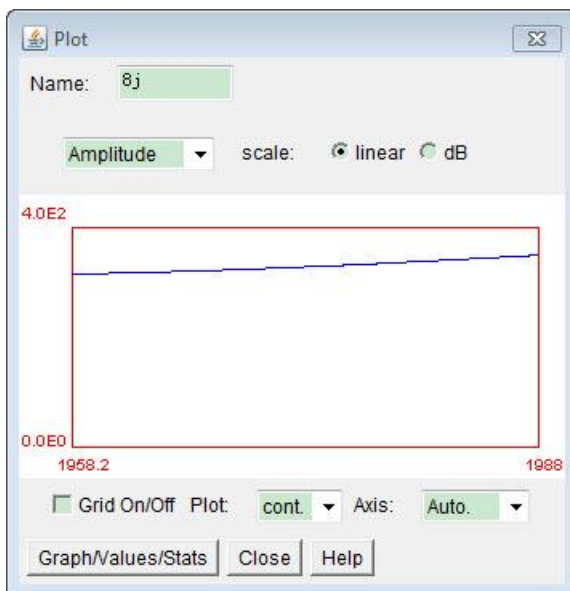 Plot
Name: 8j
Amplitude scale: linear dB
4.0E2
0.0E0
1958.2 1988
Grid On/Off Plot: cont. Axis: Auto.
Graph/Values/Stats Close Help